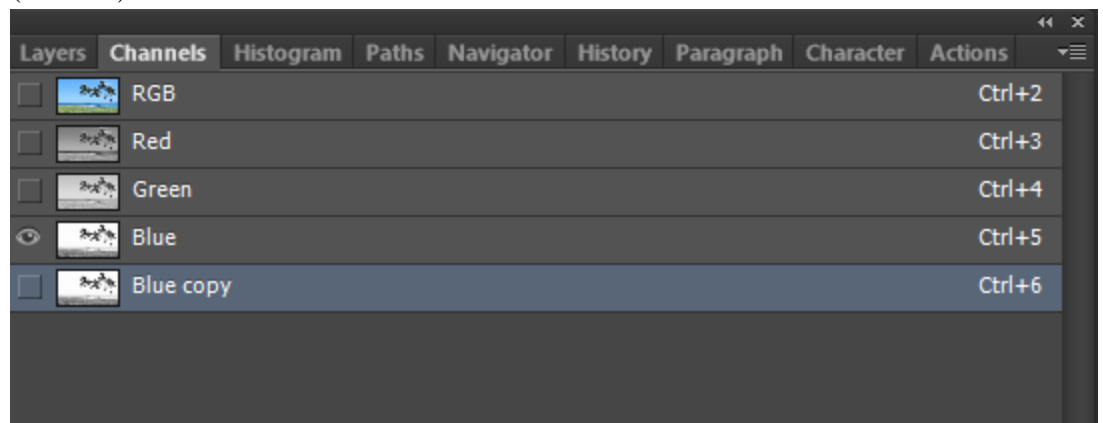 Layers Channels Histogram Paths Navigator History Paragraph Character Actions
RGB Ctrl+2
Red Ctrl+3
Green Ctrl+4
Blue Ctrl+5
Blue copy Ctrl+6